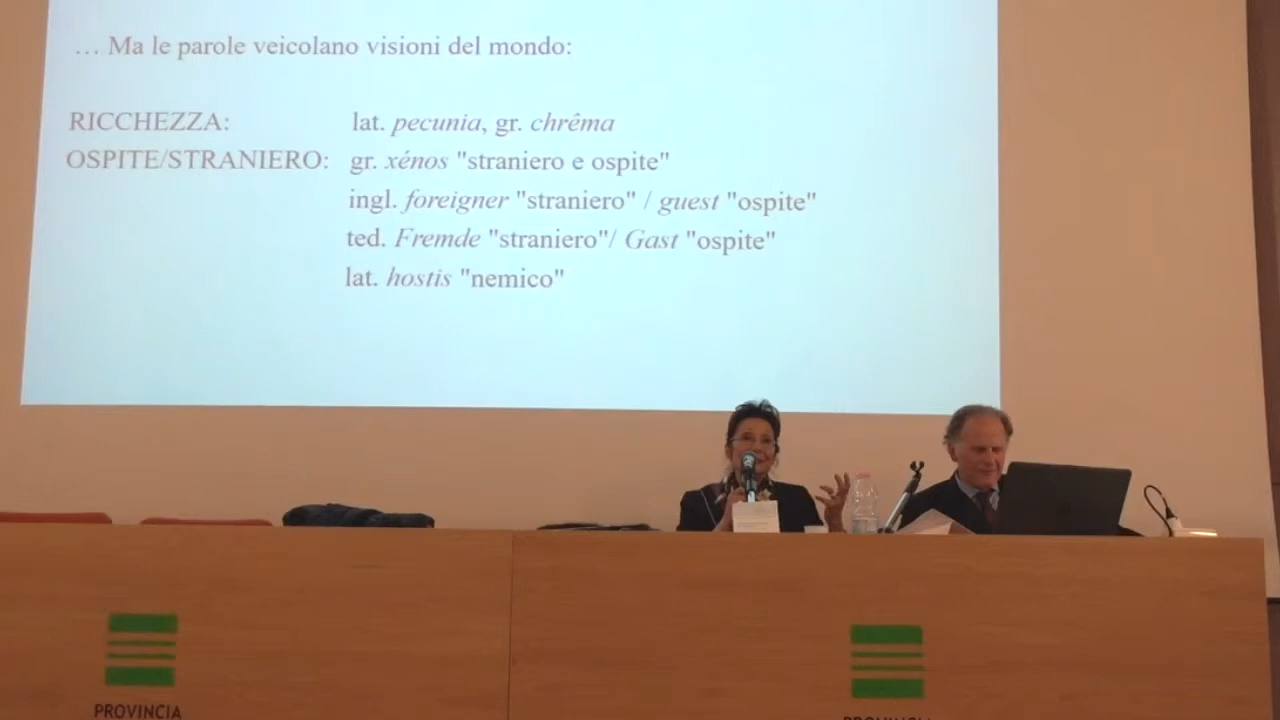 … Ma le parole veicolano visioni del mondo:
RICCHEZZA: lat. pecunia, gr. chrêma
OSPITE/STRANIERO: gr. xénos "straniero e ospite"
ingl. foreigner "straniero" / guest "ospite"
ted. Fremde "straniero"/ Gast "ospite"
lat. hostis "nemico"
PROVINCIA